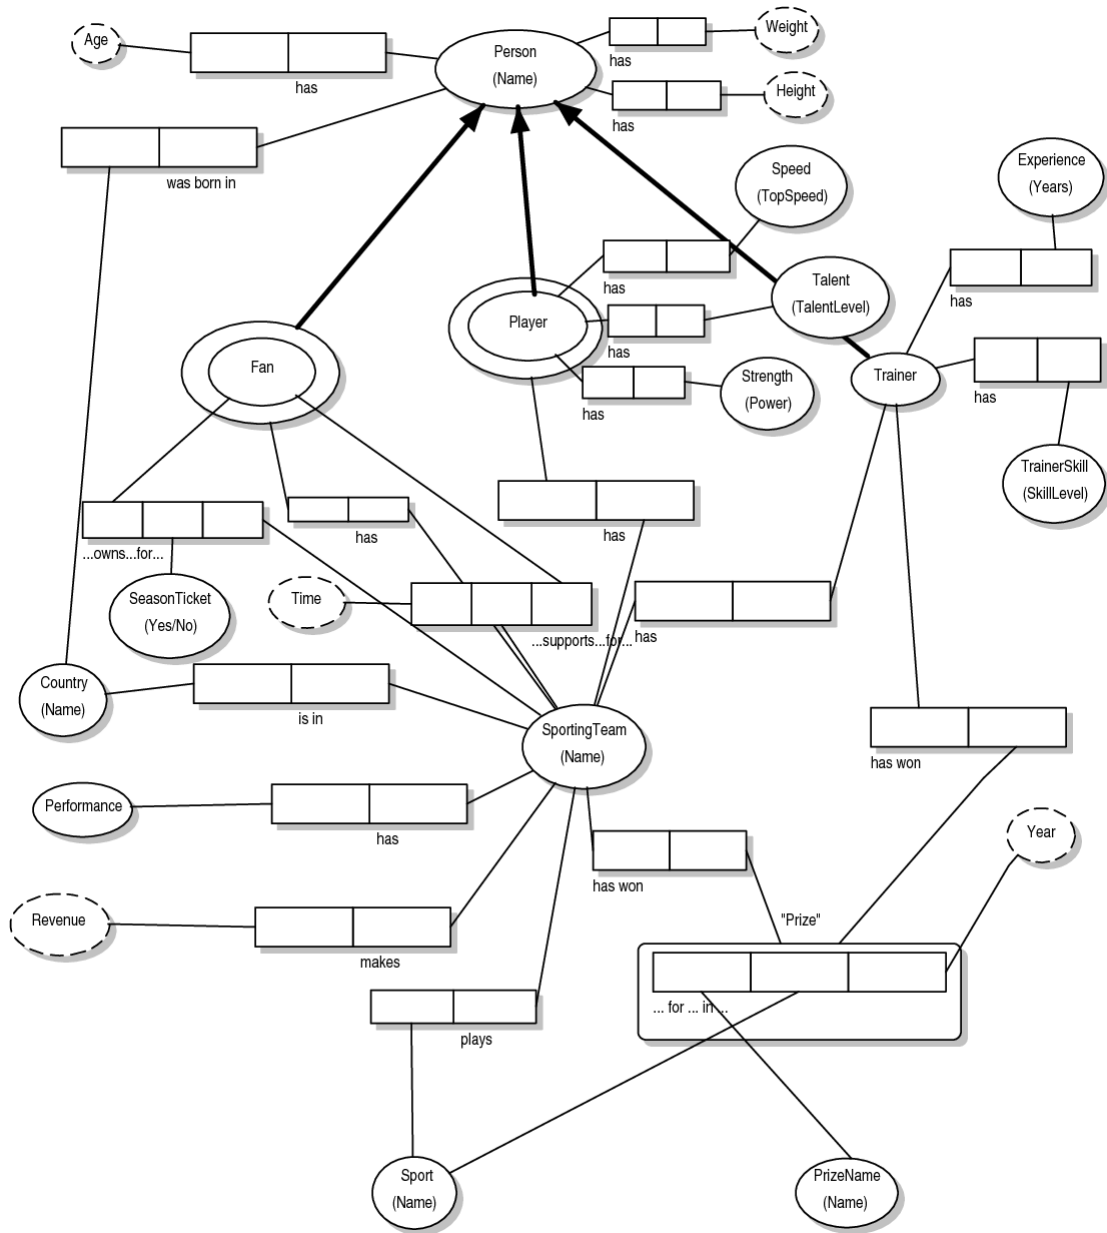 Age
has
Person
(Name)
Weight
has
Height
has
was born in
Speed
(TopSpeed)
Experience
(Years)
has
has
Talent
(TalentLevel)
Player
has
Fan
Strength
(Power)
has
Trainer
has
TrainerSkill
(SkillLevel)
...owns...for...
has
has
SeasonTicket
(Yes/No)
Time
...supports...for...
has
Country
(Name)
is in
SportingTeam
(Name)
has won
Performance
has
has won
Year
Revenue
makes
"Prize"
... for ... in ...
plays
Sport
(Name)
PrizeName
(Name)